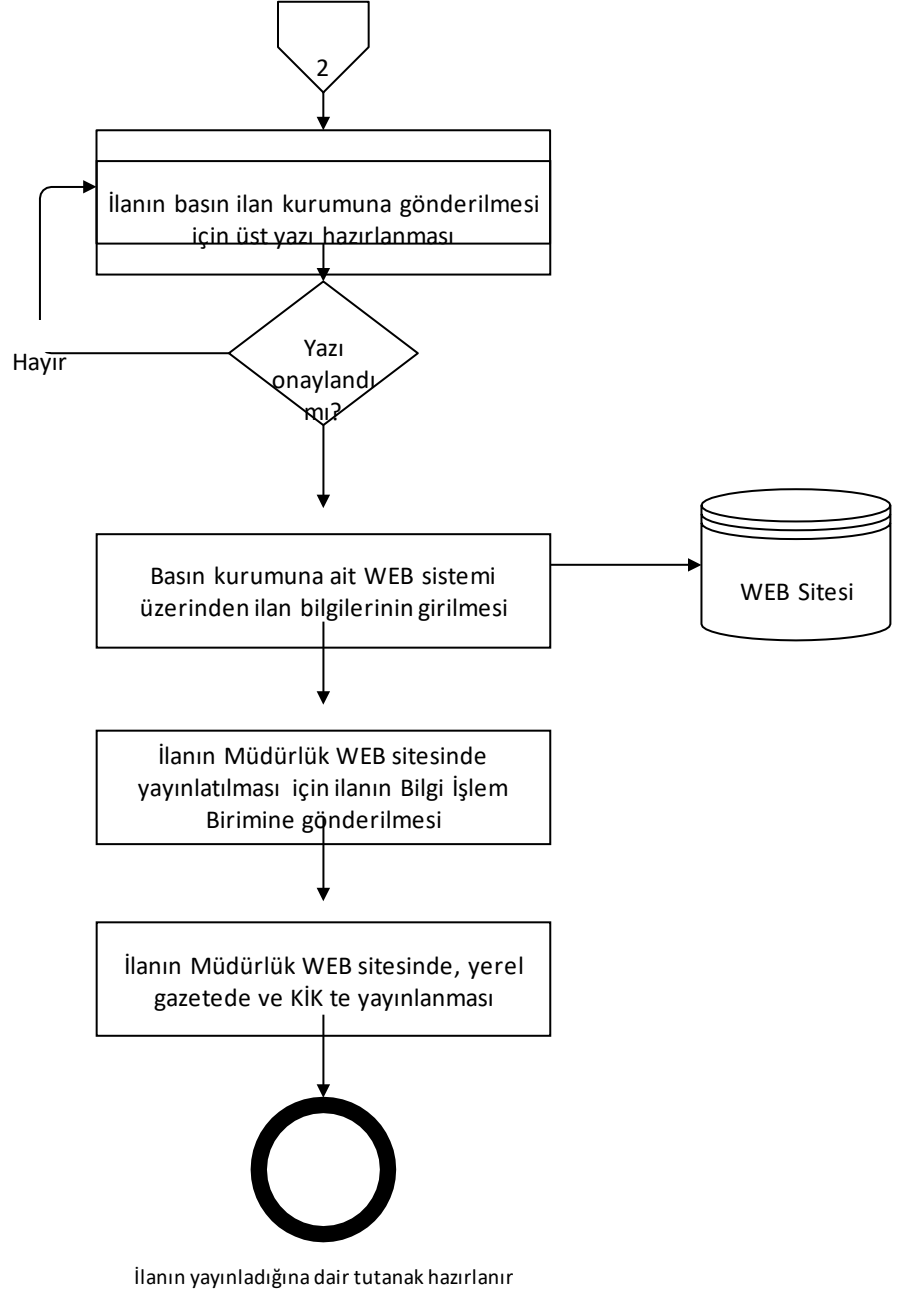 2
İlanın basın ilan kurumuna gönderilmesi
için üst yazı hazırlanması
Yazı
onaylandı
mı?
Hayır
Basın kurumuna ait WEB sistemi
üzerinden ilan bilgilerinin girilmesi
WEB Sitesi
İlanın Müdürlük WEB sitesinde
yayınlatılması için ilanın Bilgi İşlem
Birimine gönderilmesi
İlanın Müdürlük WEB sitesinde, yerel
gazetede ve KİK te yayınlanması
İlanın yayınladığına dair tutanak hazırlanır